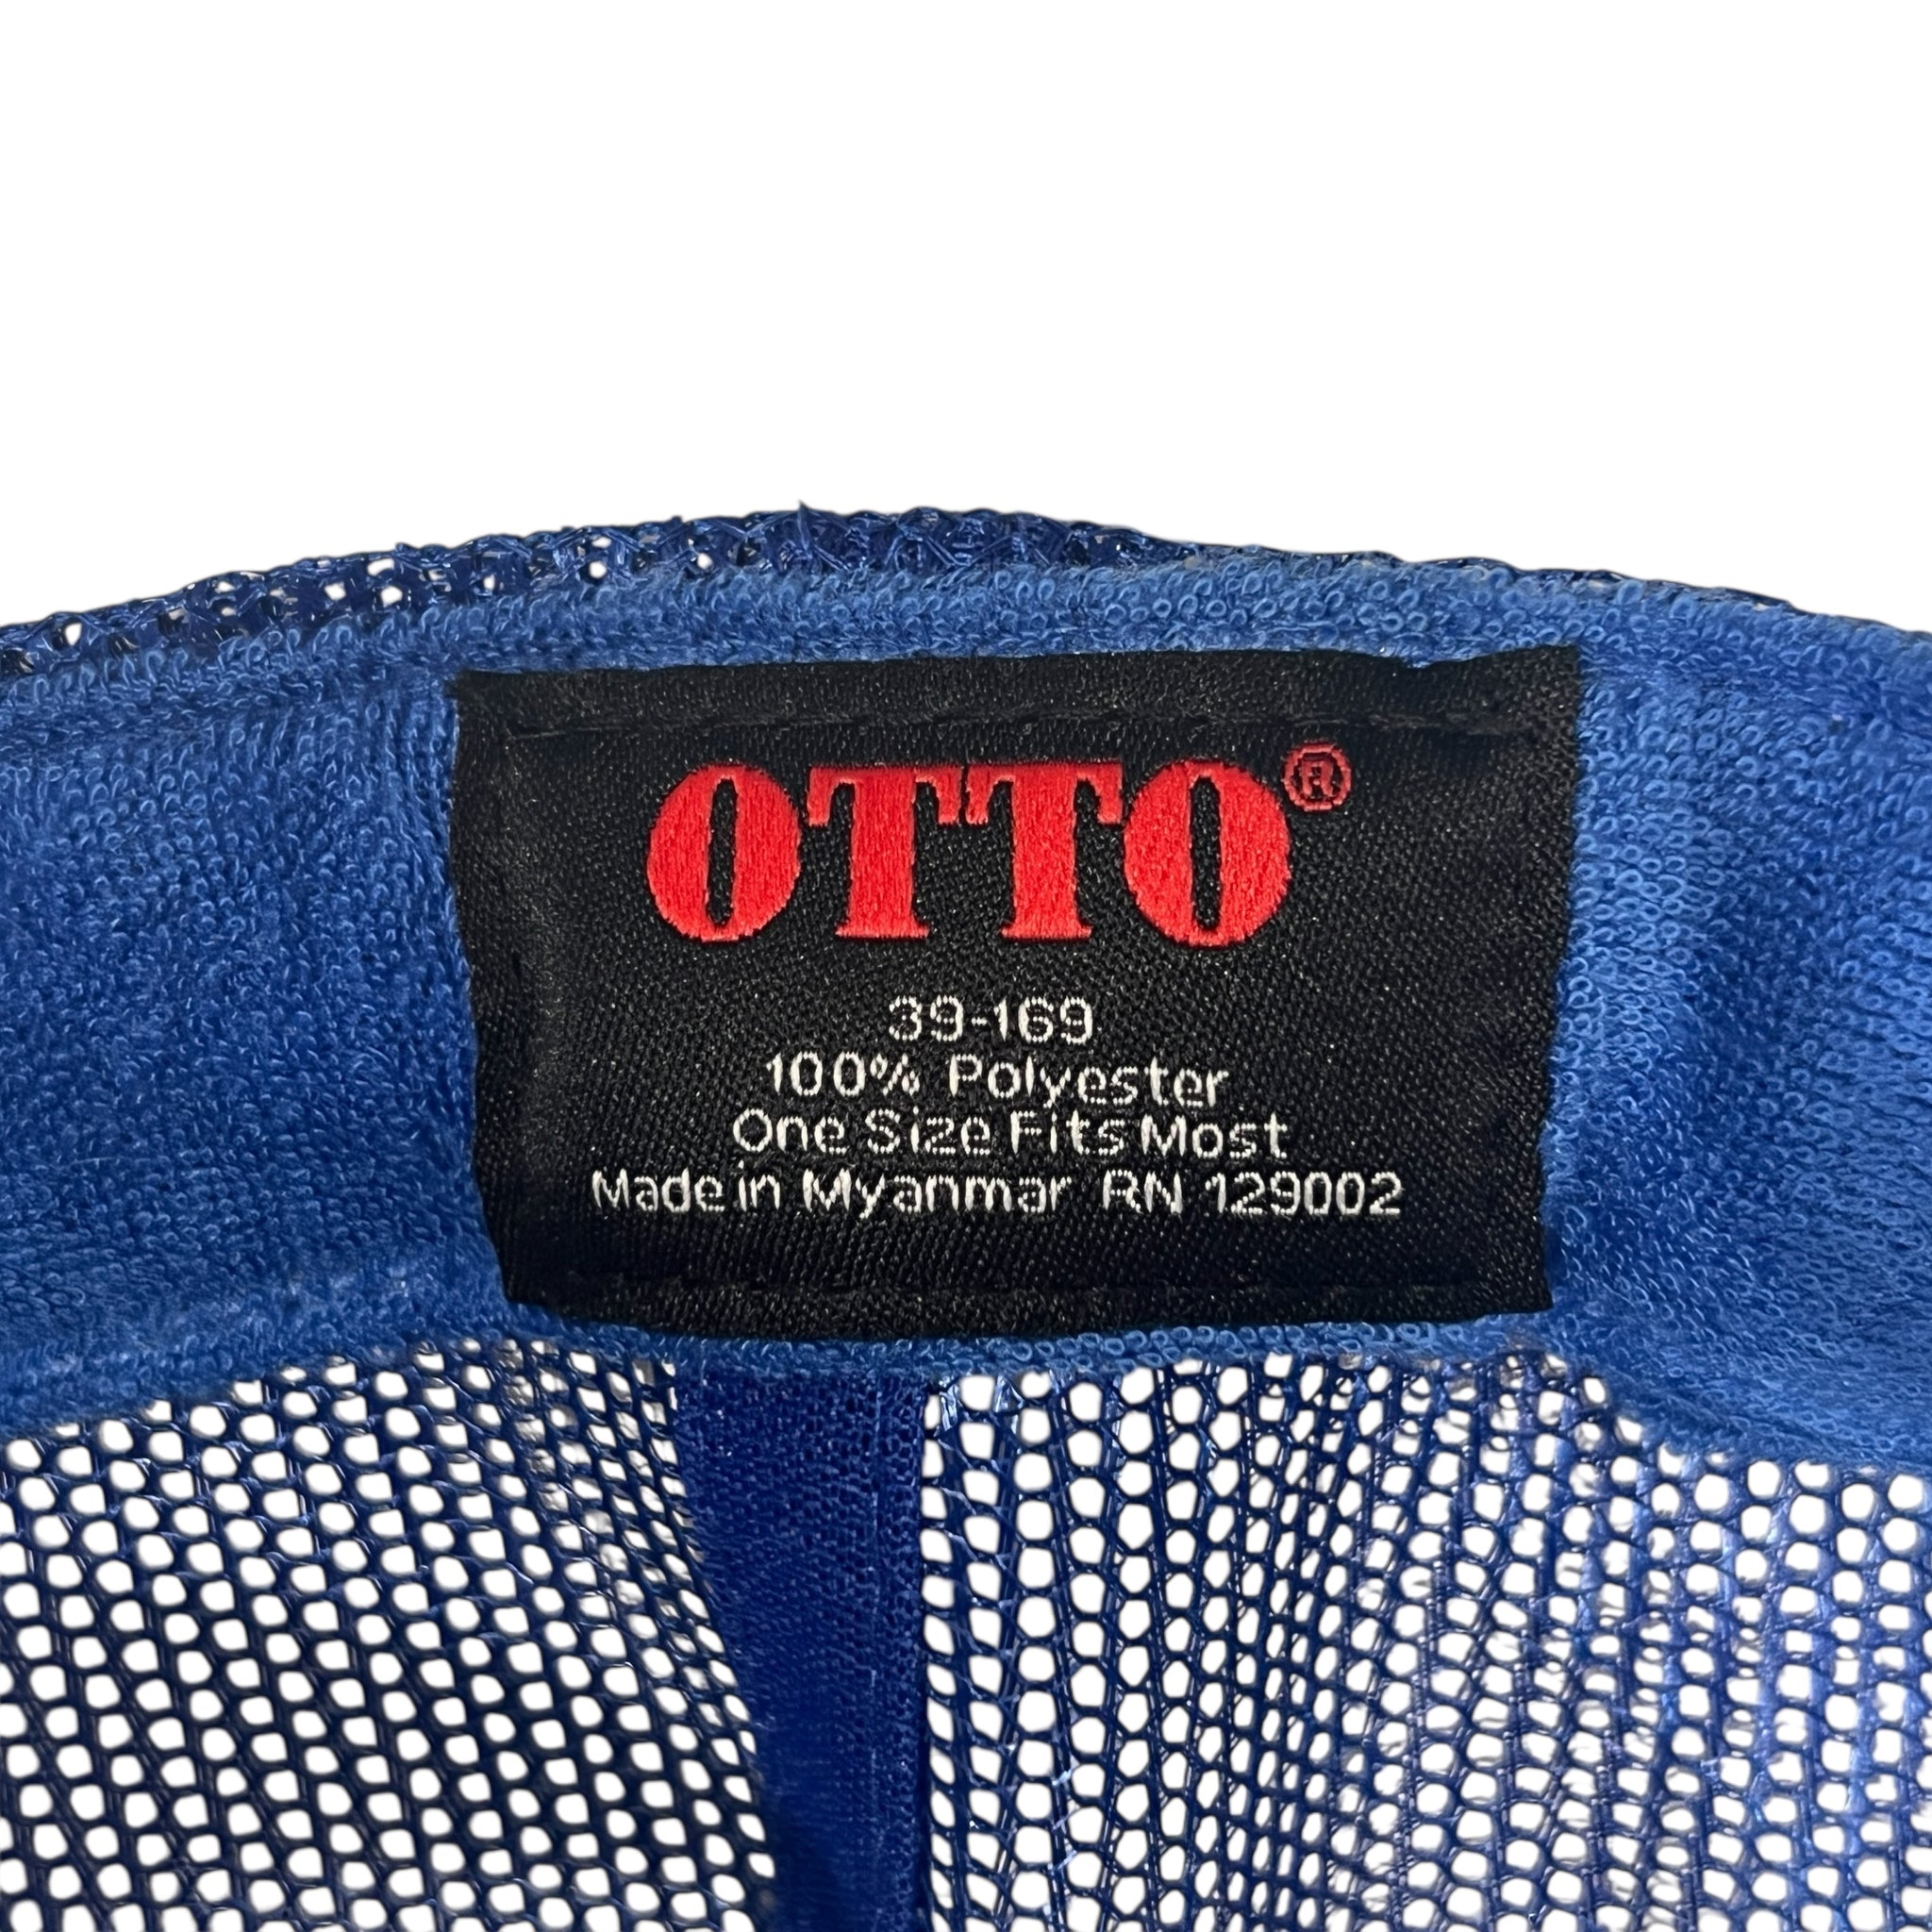 OTTO®
39-169
100% Polyester
One Size Fits Most
Made in Myanmar RN 129002